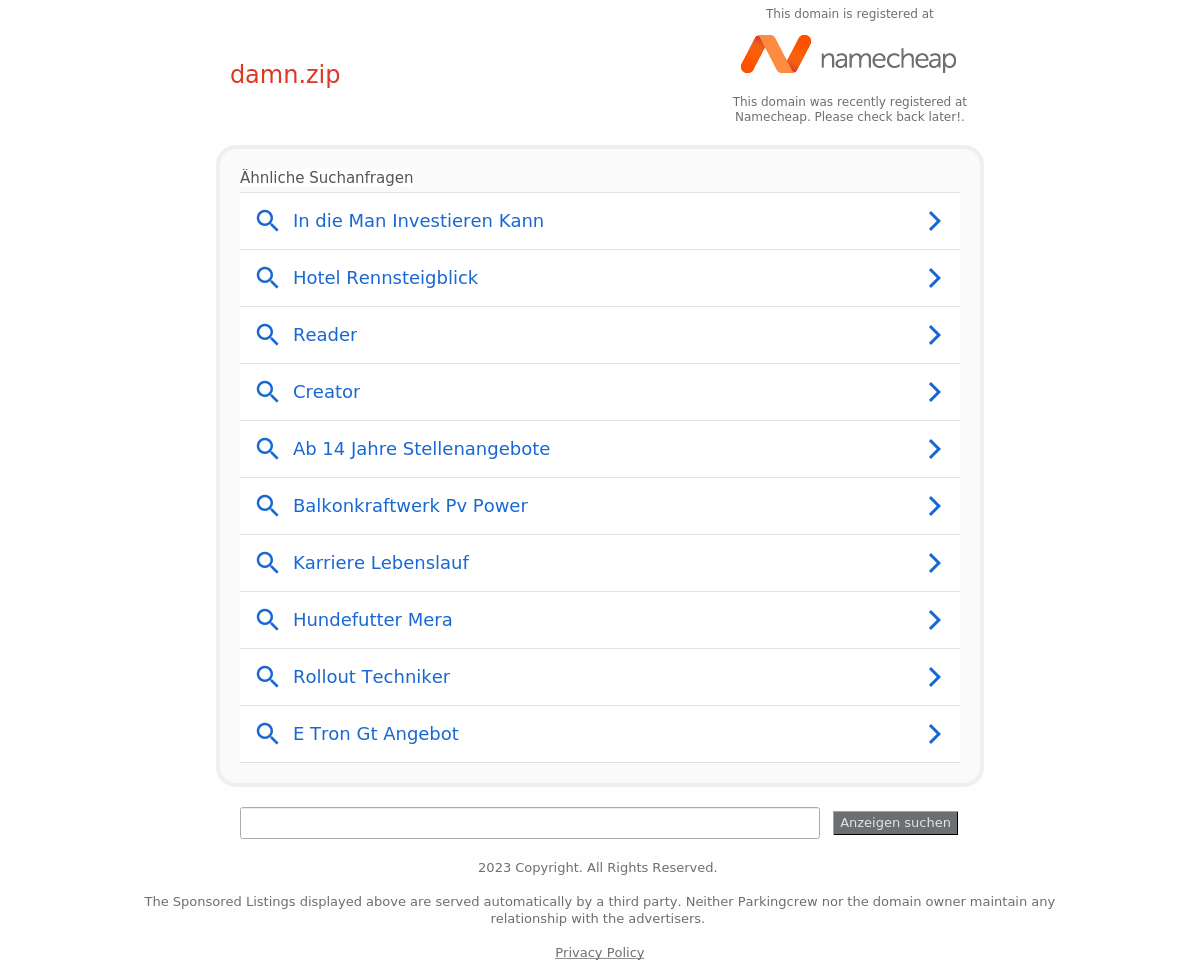 This domain is registered at
namecheap
damn.zip
This domain was recently registered at
Namecheap. Please check back later!.
Ähnliche Suchanfragen
In die Man Investieren Kann
Hotel Rennsteigblick
Reader
Creator
Ab 14 Jahre Stellenangebote
Balkonkraftwerk Pv Power
Karriere Lebenslauf
Hundefutter Mera
Rollout Techniker
E Tron Gt Angebot
Anzeigen suchen
2023 Copyright. All Rights Reserved.
The Sponsored Listings displayed above are served automatically by a third party. Neither Parkingcrew nor the domain owner maintain any
relationship with the advertisers.
Privacy Policy